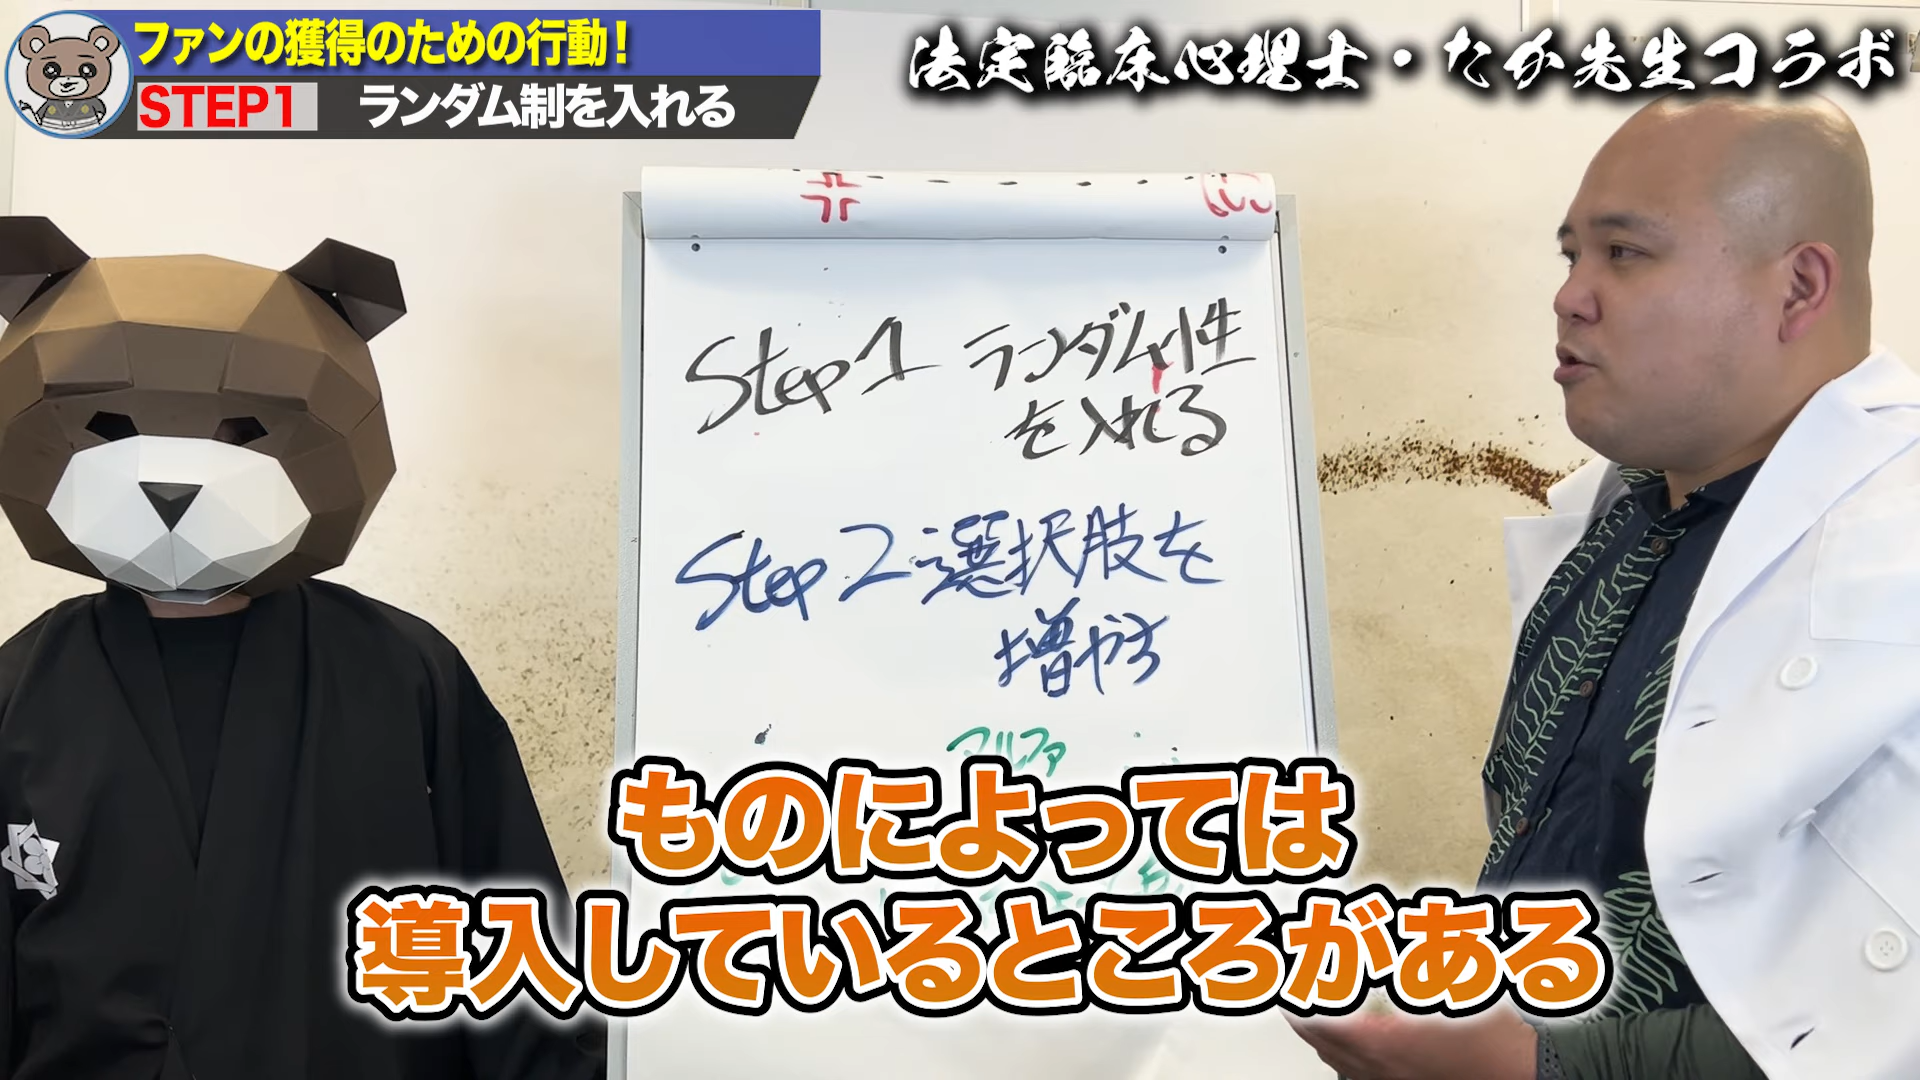 ファンの獲得のための行動！
STEP1 ランダム制を入れる
法定臨床心理士・たか先生コラボ
Step1 ランダム性
を入れる
Step2 選択肢を
増やす
アルファ
ものによっては
導入しているところがある